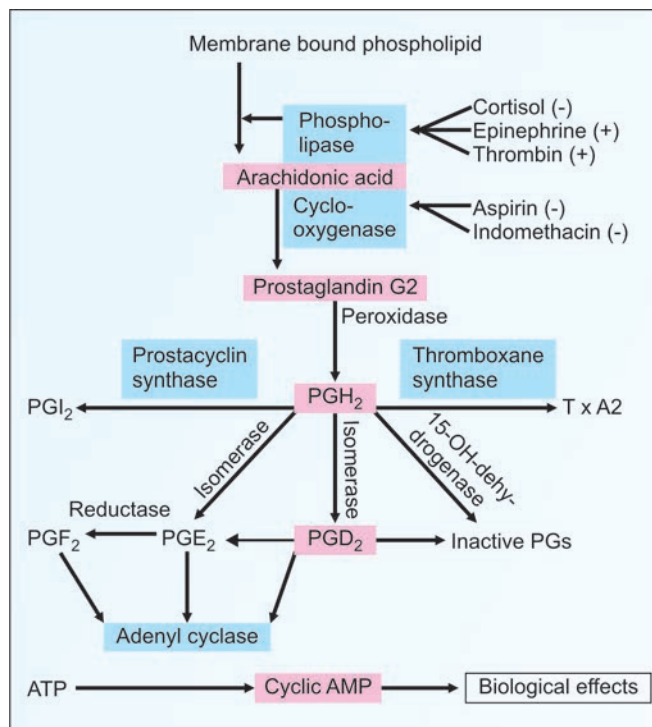 Membrane bound phospholipid
Phospho-
lipase
Cortisol (-)
Epinephrine (+)
Thrombin (+)
Arachidonic acid
Cyclo-
oxygenase
Aspirin (-)
Indomethacin (-)
Prostaglandin G2
Peroxidase
Prostacyclin
synthase
Thromboxane
synthase
PGI2
PGH2
T x A2
Isomerase
Isomerase
15-OH-dehy-
drogenase
Reductase
PGF2
PGE2
PGD2
Inactive PGs
Adenyl cyclase
ATP
Cyclic AMP
Biological effects